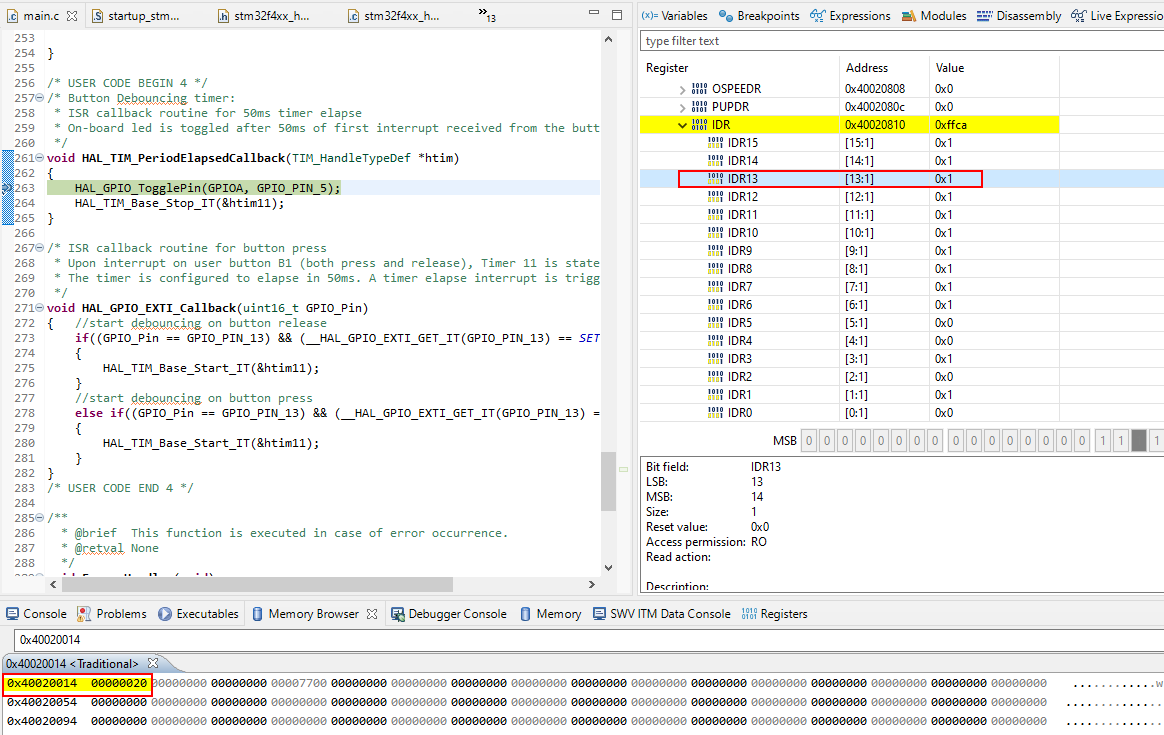 main.c startup_stm... stm32f4xx_h... stm32f4xx_h... »13
253
254 }
255
256 /* USER CODE BEGIN 4 */
257 /* Button Debouncing timer:
258 * ISR callback routine for 50ms timer elapse
259 * On-board led is toggled after 50ms of first interrupt received from the butt
260 */
261 void HAL_TIM_PeriodElapsedCallback(TIM_HandleTypeDef *htim)
262 {
263 HAL_GPIO_TogglePin(GPIOA, GPIO_PIN_5);
264 HAL_TIM_Base_Stop_IT(&htim11);
265 }
266
267 /* ISR callback routine for button press
268 * Upon interrupt on user button B1 (both press and release), Timer 11 is state
269 * The timer is configured to elapse in 50ms. A timer elapse interrupt is trigg
270 */
271 void HAL_GPIO_EXTI_Callback(uint16_t GPIO_Pin)
272 { //start debouncing on button release
273 if((GPIO_Pin == GPIO_PIN_13) && (__HAL_GPIO_EXTI_GET_IT(GPIO_PIN_13) == SET
274 {
275 HAL_TIM_Base_Start_IT(&htim11);
276 }
277 //start debouncing on button press
278 else if((GPIO_Pin == GPIO_PIN_13) && (__HAL_GPIO_EXTI_GET_IT(GPIO_PIN_13) =
279 {
280 HAL_TIM_Base_Start_IT(&htim11);
281 }
282 }
283 /* USER CODE END 4 */
284
285 /**
286 * @brief This function is executed in case of error occurrence.
287 * @retval None
288 */
(x)= Variables Breakpoints Expressions Modules Disassembly Live Expressio
type filter text
Register Address Value
OSPEEDR 0x40020808 0x0
PUPDR 0x4002080c 0x0
IDR 0x40020810 0xffca
IDR15 [15:1] 0x1
IDR14 [14:1] 0x1
IDR13 [13:1] 0x1
IDR12 [12:1] 0x1
IDR11 [11:1] 0x1
IDR10 [10:1] 0x1
IDR9 [9:1] 0x1
IDR8 [8:1] 0x1
IDR7 [7:1] 0x1
IDR6 [6:1] 0x1
IDR5 [5:1] 0x0
IDR4 [4:1] 0x0
IDR3 [3:1] 0x1
IDR2 [2:1] 0x0
IDR1 [1:1] 0x1
IDR0 [0:1] 0x0
MSB 0 0 0 0 0 0 0 0 0 0 0 0 0 0 0 0 1 1 1
Bit field: IDR13
LSB: 13
MSB: 14
Size: 1
Reset value: 0x0
Access permission: RO
Read action:
Description:
Console Problems Executables Memory Browser Debugger Console Memory SWV ITM Data Console Registers
0x40020014
0x40020014 <Traditional>
0x40020014 00000020 00000000 00000000 00007700 00000000 00000000 00000000 00000000 00000000 00000000 00000000 00000000 00000000 00000000 00000000 00000000 ............w
0x40020054 00000000 00000000 00000000 00000000 00000000 00000000 00000000 00000000 00000000 00000000 00000000 00000000 00000000 00000000 00000000 00000000 .............
0x40020094 00000000 00000000 00000000 00000000 00000000 00000000 00000000 00000000 00000000 00000000 00000000 00000000 00000000 00000000 00000000 00000000 .............